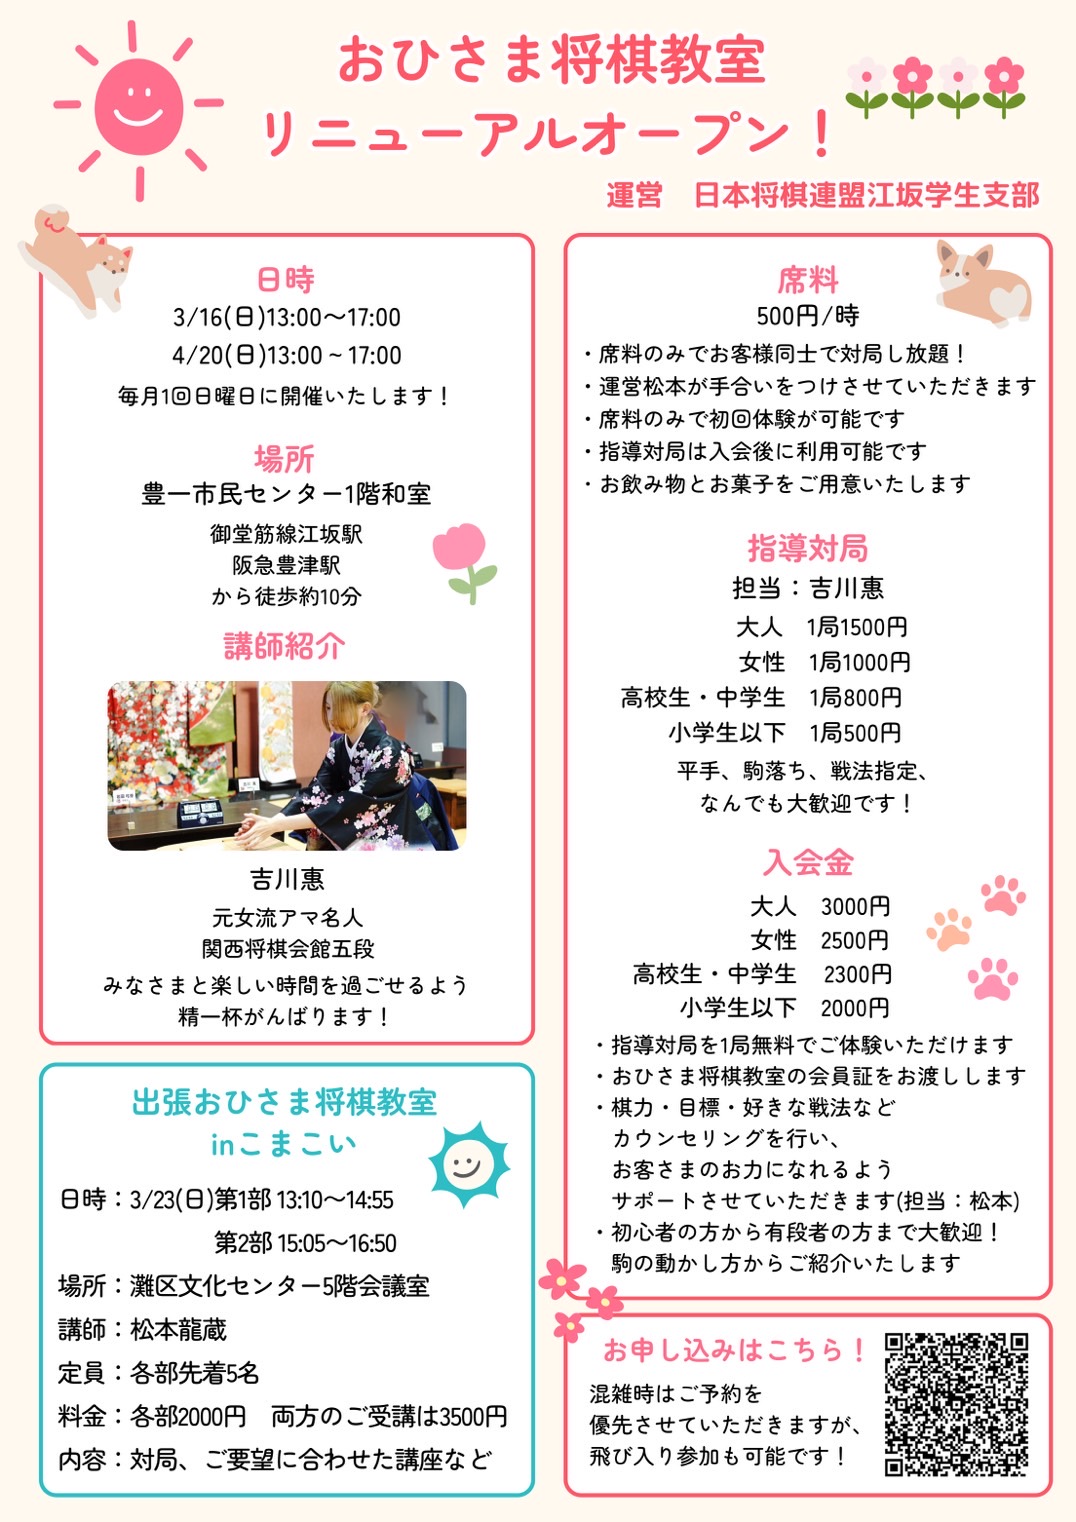 おひさま将棋教室
リニューアルオープン！
運営　日本将棋連盟江坂学生支部
日時
3/16(日)13:00〜17:00
4/20(日)13:00 ~ 17:00
毎月1回日曜日に開催いたします！
場所
豊一市民センター1階和室
御堂筋線江坂駅
阪急豊津駅
から徒歩約10分
講師紹介
吉川惠
元女流アマ名人
関西将棋会館五段
みなさまと楽しい時間を過ごせるよう
精一杯がんばります！
出張おひさま将棋教室
inこまこい
日時：3/23(日)第1部 13:10〜14:55
第2部 15:05〜16:50
場所：灘区文化センター5階会議室
講師：松本龍蔵
定員：各部先着5名
料金：各部2000円　両方のご受講は3500円
内容：対局、ご要望に合わせた講座など
席料
500円/時
・席料のみでお客様同士で対局し放題！
・運営松本が手合いをつけさせていただきます
・席料のみで初回体験が可能です
・指導対局は入会後に利用可能です
・お飲み物とお菓子をご用意いたします
指導対局
担当：吉川惠
大人　1局1500円
女性　1局1000円
高校生・中学生　1局800円
小学生以下　1局500円
平手、駒落ち、戦法指定、
なんでも大歓迎です！
入会金
大人　3000円
女性　2500円
高校生・中学生　2300円
小学生以下　2000円
・指導対局を1局無料でご体験いただけます
・おひさま将棋教室の会員証をお渡しします
・棋力・目標・好きな戦法など
カウンセリングを行い、
お客さまのお力になれるよう
サポートさせていただきます(担当：松本)
・初心者の方から有段者の方まで大歓迎！
駒の動かし方からご紹介いたします
お申し込みはこちら！
混雑時はご予約を
優先させていただきますが、
飛び入り参加も可能です！